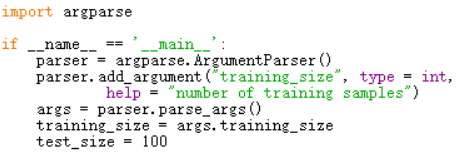 import argparse
if __name__ == '__main__':
parser = argparse.ArgumentParser()
parser.add_argument("training_size", type = int,
help = "number of training samples")
args = parser.parse_args()
training_size = args.training_size
test_size = 100